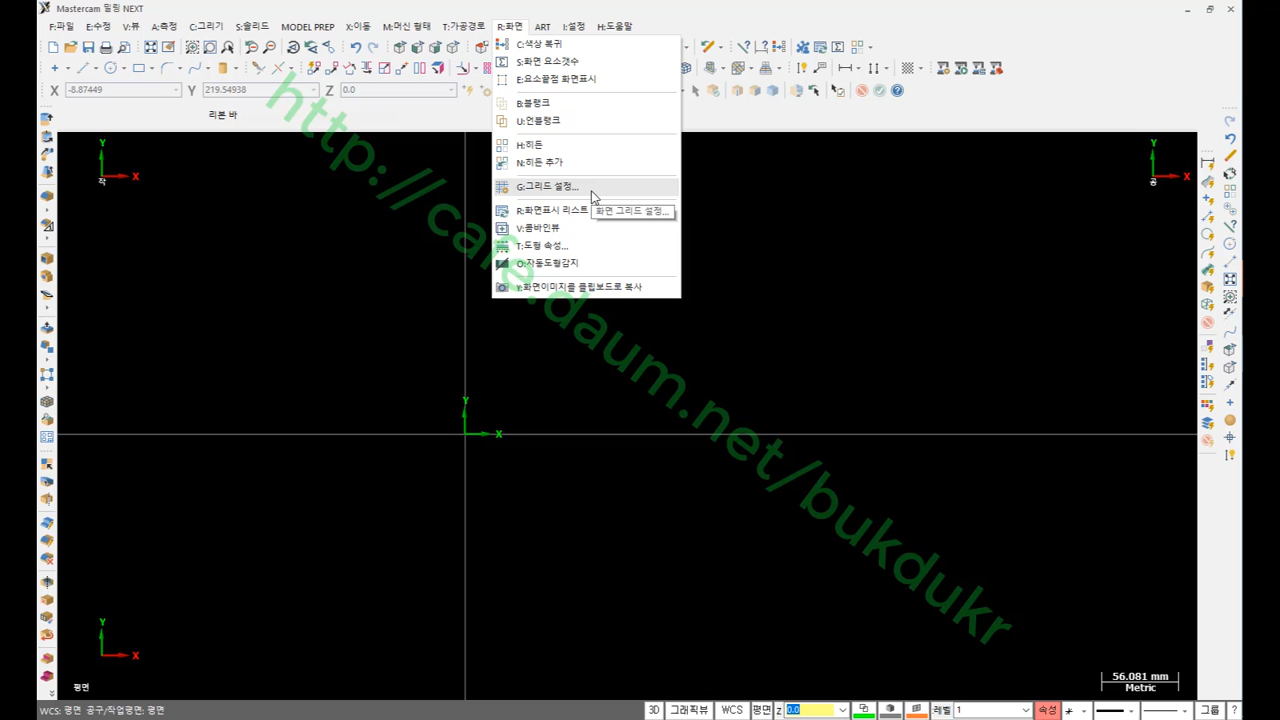 Mastercam 밀링 NEXT
F:파일 E:수정 V:뷰 A:측정 C:그리기 S:솔리드 MODEL PREP X:이동 M:머신 형태 T:가공경로 R:화면 ART I:설정 H:도움말
X -8.87449 Y 219.54938 Z 0.0
리본 바
C:색상 복귀
S:화면 요소갯수
E:요소끝점 화면표시
B:블랭크
U:언블랭크
H:히든
N:히든 추가
G:그리드 설정...
R:화면표시 리스트
화면 그리드 설정...
V:콤바인뷰
T:도형 속성...
O:자동도형감지
Y:화면이미지를 클립보드로 복사
http://cafe.daum.net/bukdukr
Y
X
작
Y
X
공
Y
X
Y
X
평면
56.081 mm
Metric
WCS: 평면 공구/작업평면: 평면
3D 그래픽뷰 WCS 평면 Z 0.0 레벨 1 속성 그룹 ?